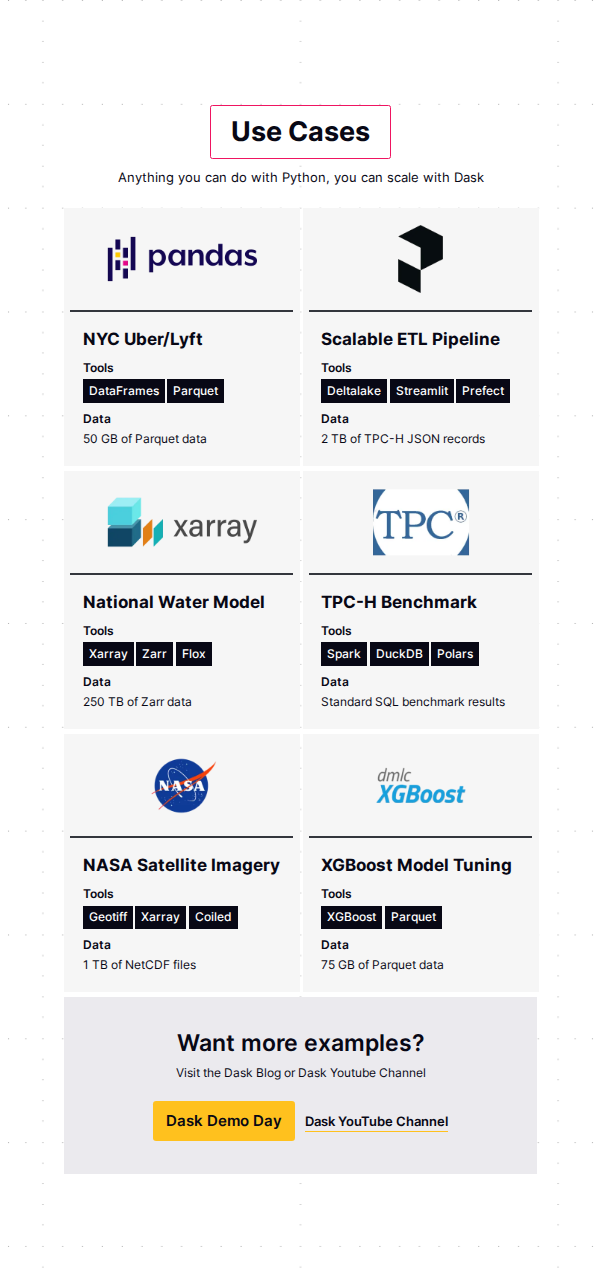 Use Cases
Anything you can do with Python, you can scale with Dask
pandas
NYC Uber/Lyft
Tools
DataFrames Parquet
Data
50 GB of Parquet data
Scalable ETL Pipeline
Tools
Deltalake Streamlit Prefect
Data
2 TB of TPC-H JSON records
xarray
National Water Model
Tools
Xarray Zarr Flox
Data
250 TB of Zarr data
TPC®
TPC-H Benchmark
Tools
Spark DuckDB Polars
Data
Standard SQL benchmark results
NASA
NASA Satellite Imagery
Tools
Geotiff Xarray Coiled
Data
1 TB of NetCDF files
dmlc
XGBoost
XGBoost Model Tuning
Tools
XGBoost Parquet
Data
75 GB of Parquet data
Want more examples?
Visit the Dask Blog or Dask Youtube Channel
Dask Demo Day Dask YouTube Channel